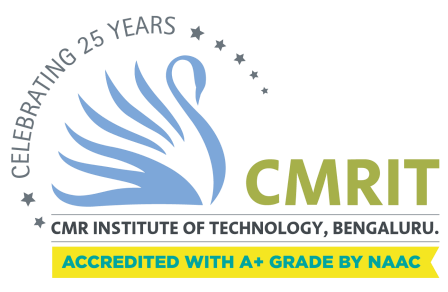 CELEBRATING 25 YEARS
CMRIT
CMR INSTITUTE OF TECHNOLOGY, BENGALURU.
ACCREDITED WITH A+ GRADE BY NAAC